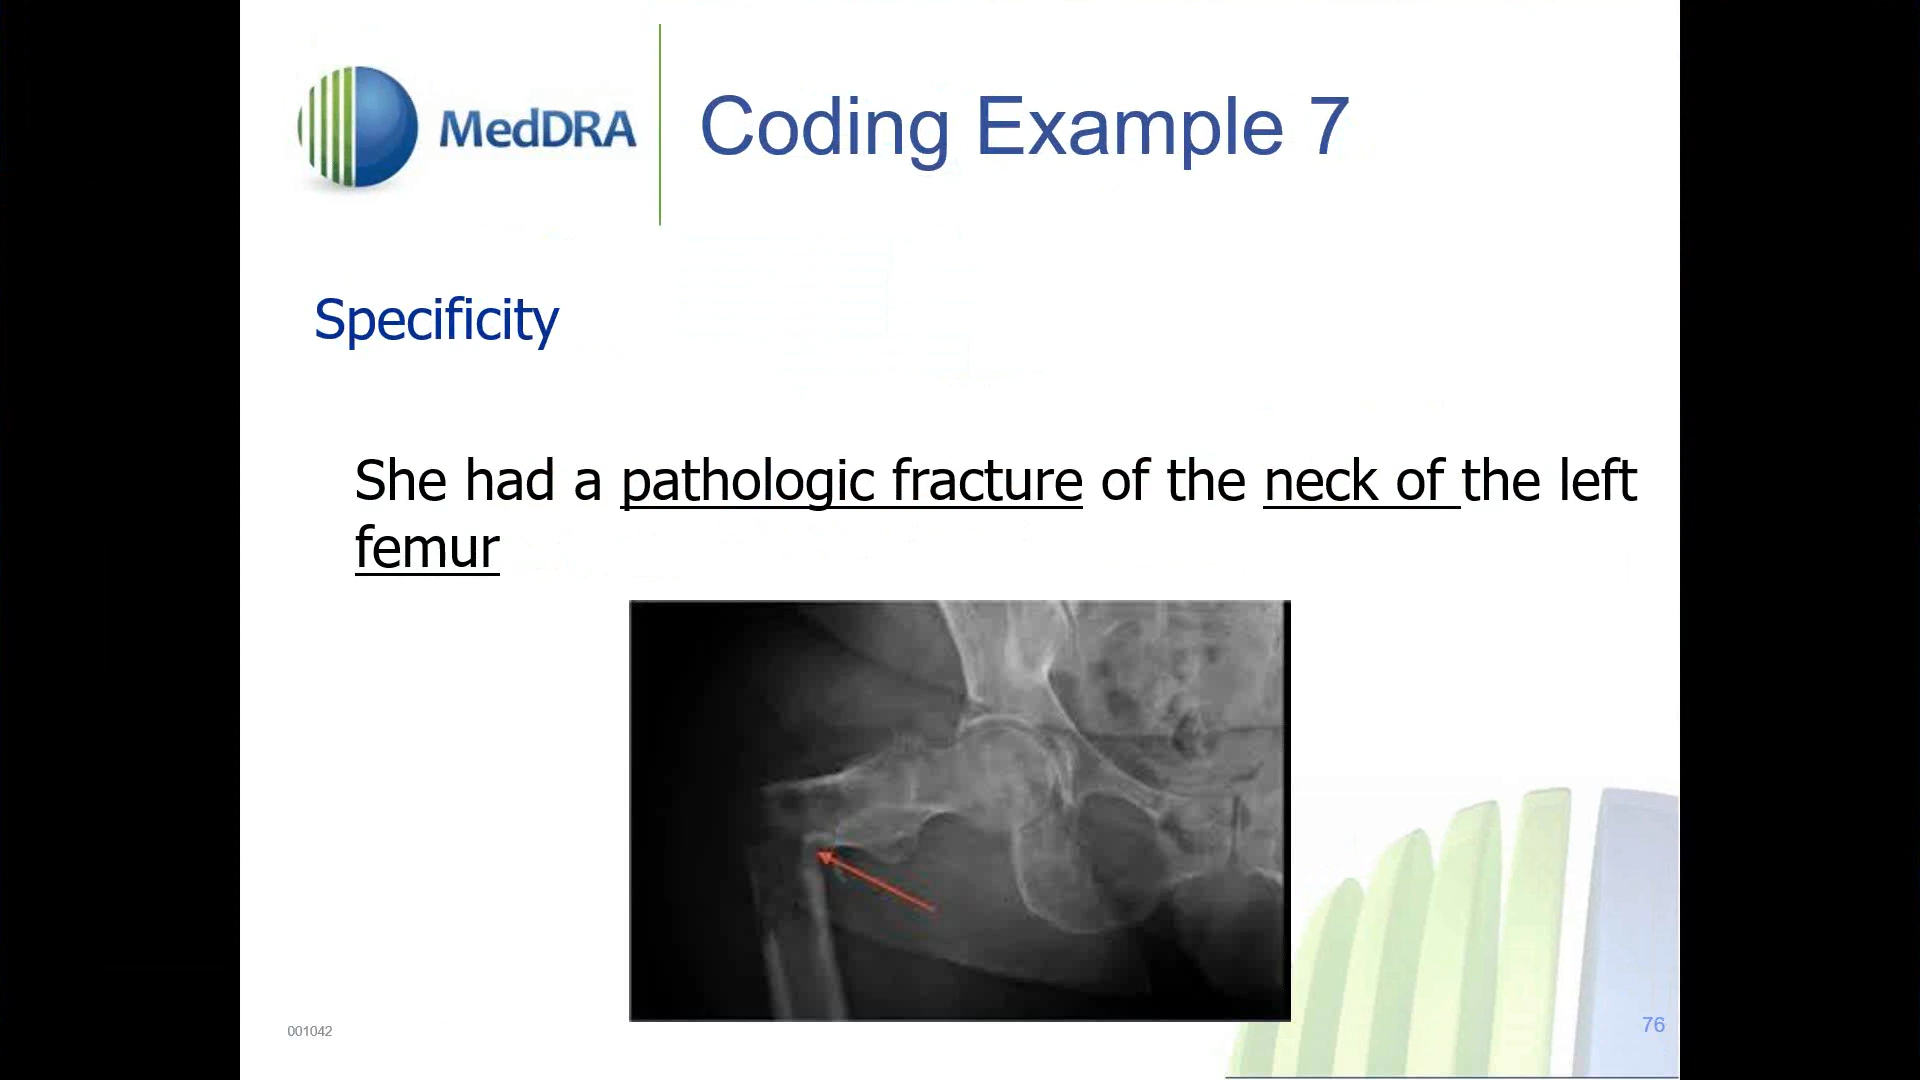 MedDRA
Coding Example 7
Specificity
She had a pathologic fracture of the neck of the left
femur
001042
76